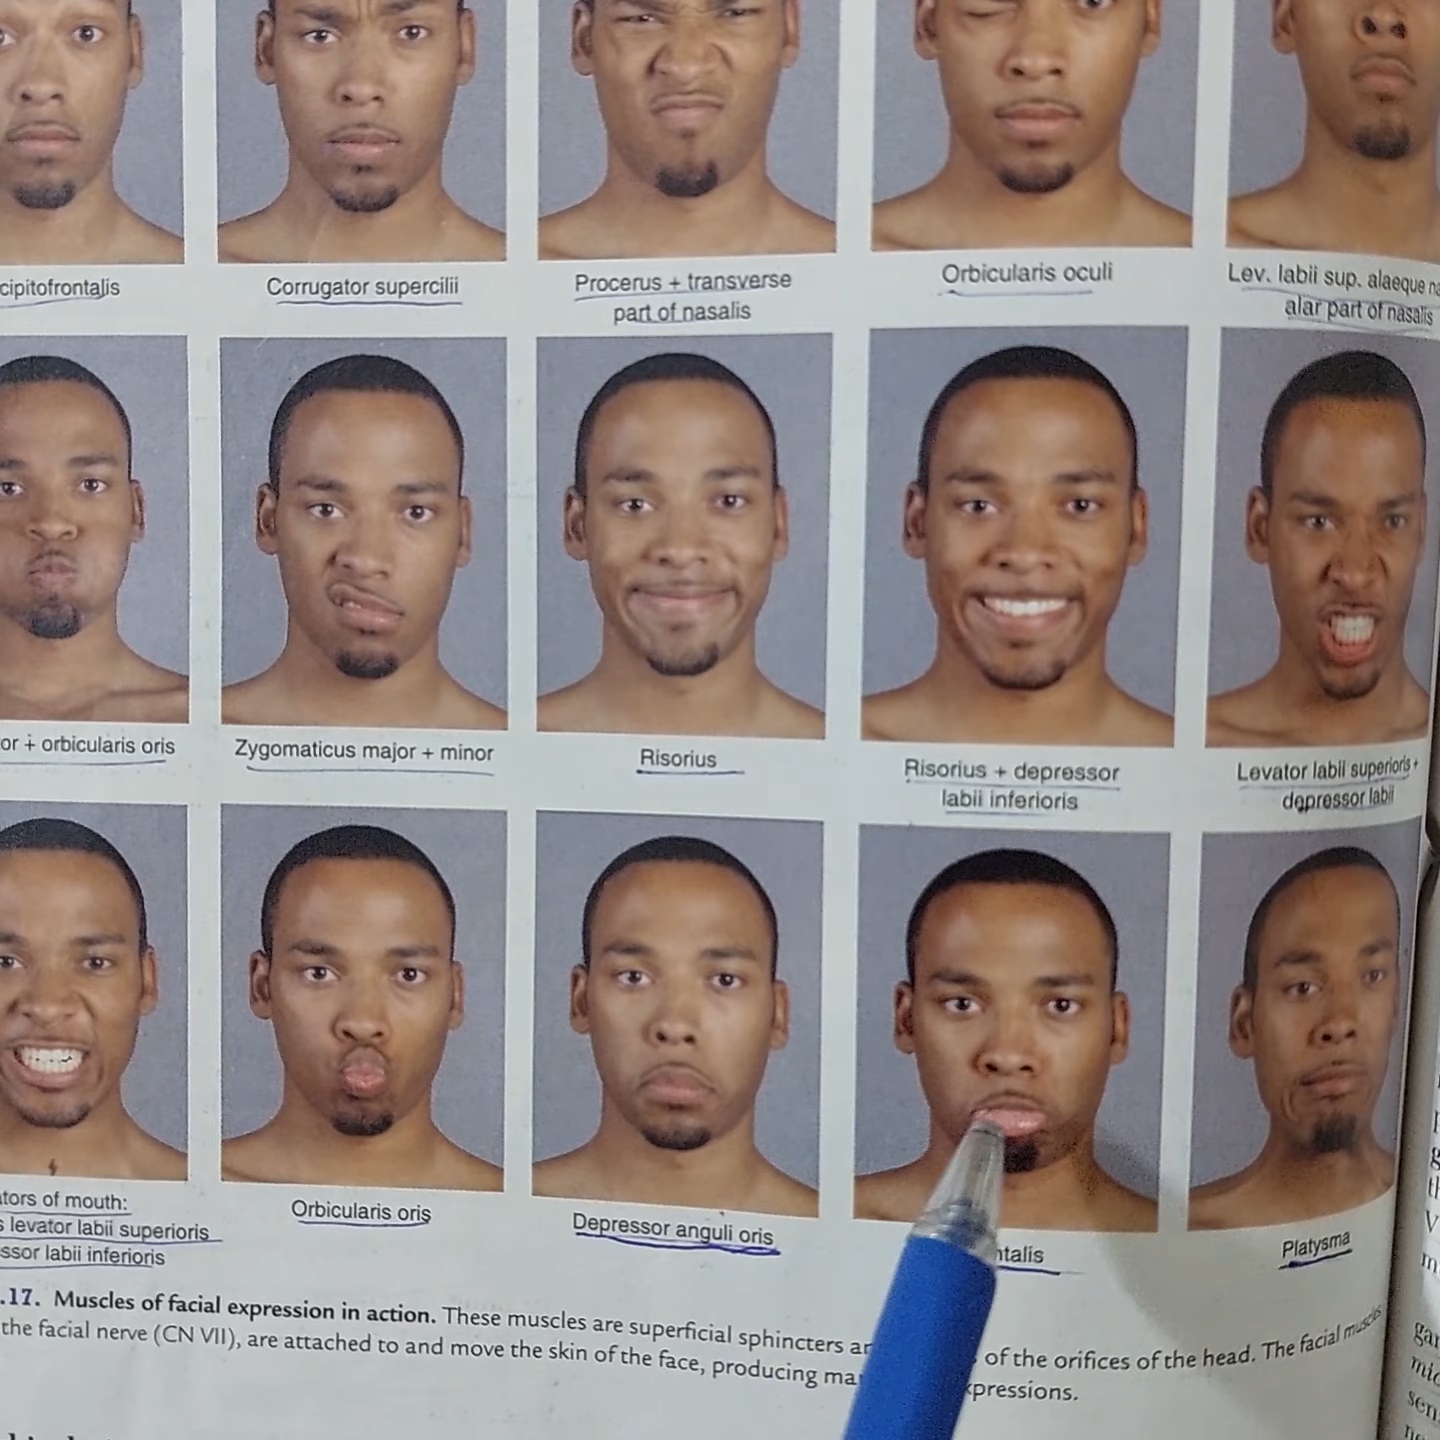 cipitofrontalis
Corrugator supercilii
Procerus + transverse
part of nasalis
Orbicularis oculi
Lev. labii sup. alaeque na
alar part of nasalis
or + orbicularis oris
Zygomaticus major + minor
Risorius
Risorius + depressor
labii inferioris
Levator labii superioris +
depressor labii
ators of mouth:
s levator labii superioris
ssor labii inferioris
Orbicularis oris
Depressor anguli oris
ntalis
Platysma
.17. Muscles of facial expression in action. These muscles are superficial sphincters ar of the orifices of the head. The facial muscles
the facial nerve (CN VII), are attached to and move the skin of the face, producing ma xpressions.